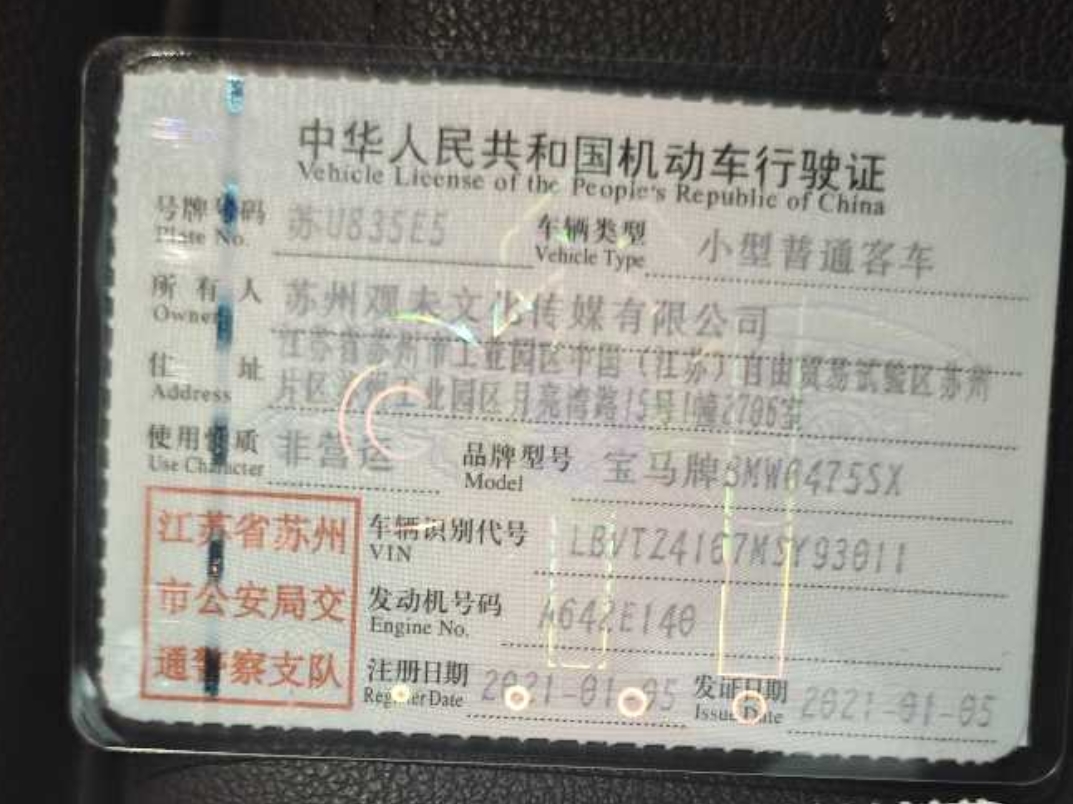 中华人民共和国机动车行驶证
Vehicle License of the People's Republic of China
号牌号码 苏U835E5 车辆类型 小型普通客车
Plate No. Vehicle Type
所有人 苏州观夫文化传媒有限公司
Owner
江苏省苏州市工业园区中国(江苏)自由贸易试验区苏州
住址
Address 片区苏州工业园区月亮湾路15号1幢2706室
使用性质 非营运 品牌型号 宝马牌BMW6475SX
Use Character Model
江苏省苏州 车辆识别代号
VIN
市公安局交 发动机号码 A642E140
Engine No.
通警察支队 注册日期 2021-01-05 发证日期 2021-01-05
Register Date Issue Date